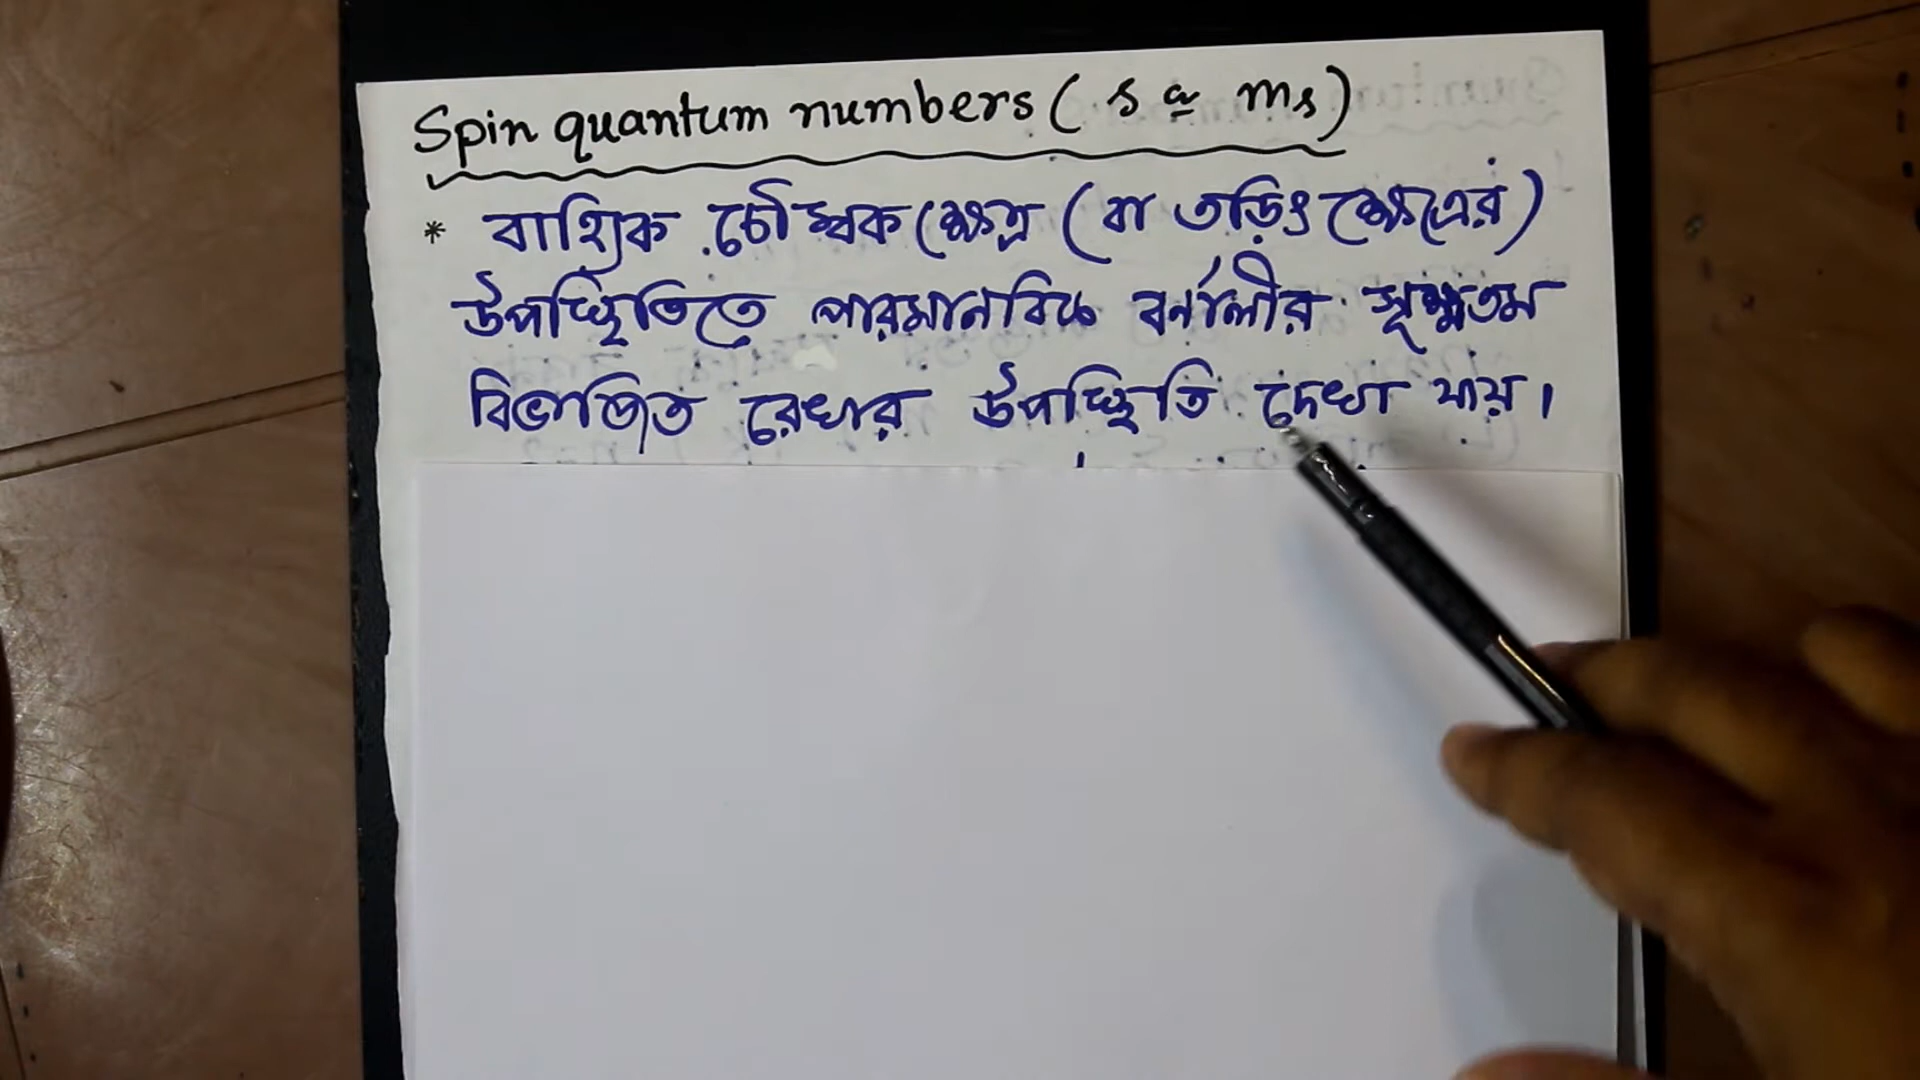 Spin quantum numbers ( s বা ms )
* বাহ্যিক চৌম্বক ক্ষেত্র ( বা তড়িৎ ক্ষেত্রের )
উপস্থিতিতে পারমানবিক বর্নালীর সূক্ষ্মতম
বিভাজিত রেখার উপস্থিতি দেখা যায়।